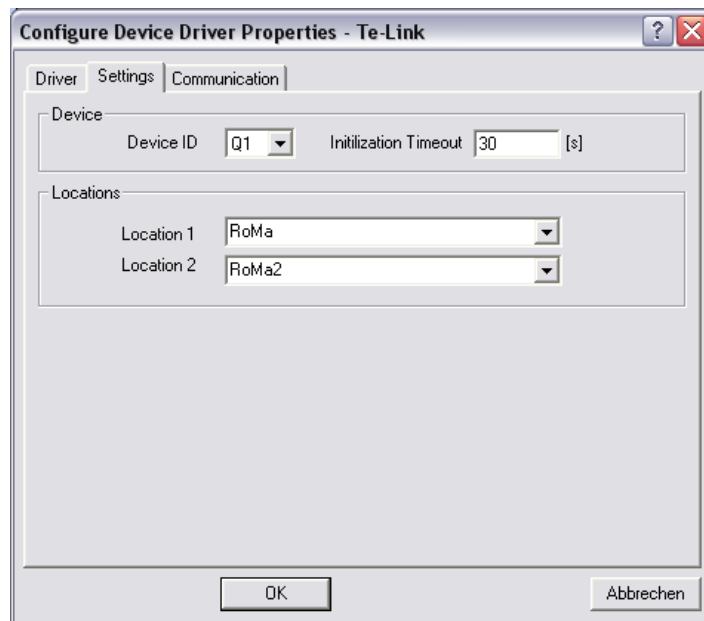 Configure Device Driver Properties - Te-Link
Driver Settings Communication
Device
Device ID Q1 Initilization Timeout 30 [s]
Locations
Location 1 RoMa
Location 2 RoMa2
OK Abbrechen